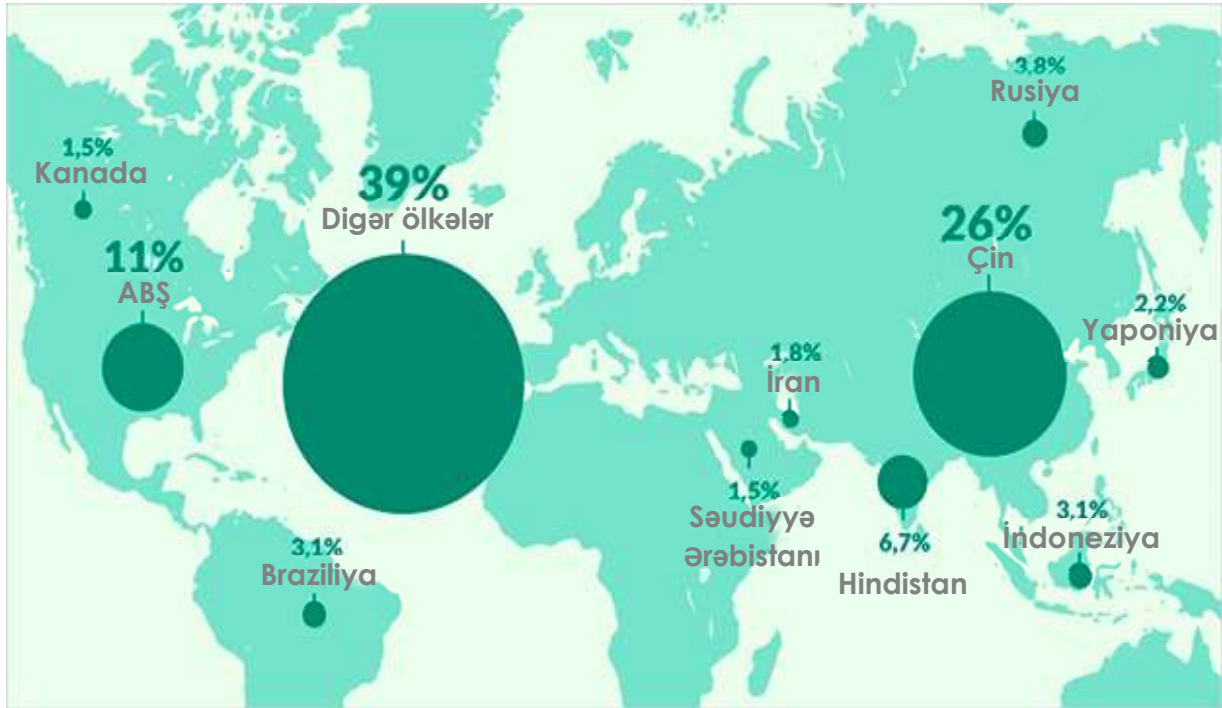 3,8%
Rusiya
1,5%
Kanada
39%
Digər ölkələr
26%
Çin
11%
ABŞ
2,2%
Yaponiya
1,8%
İran
1,5%
Səudiyyə
Ərəbistanı
6,7%
Hindistan
3,1%
İndoneziya
3,1%
Braziliya